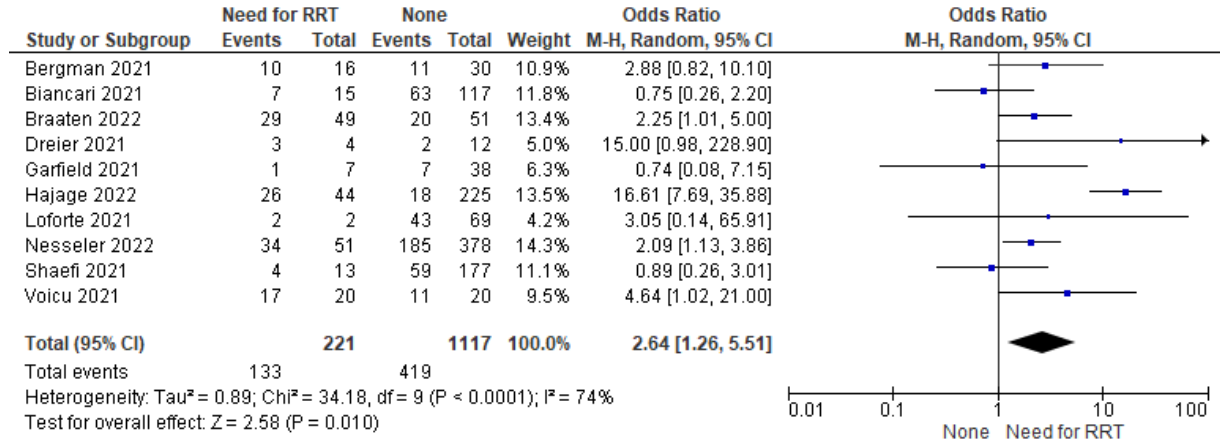 Need for RRT None Odds Ratio Odds Ratio
Study or Subgroup Events Total Events Total Weight M-H, Random, 95% CI M-H, Random, 95% CI
Bergman 2021 10 16 11 30 10.9% 2.88 [0.82, 10.10]
Biancari 2021 7 15 63 117 11.8% 0.75 [0.26, 2.20]
Braaten 2022 29 49 20 51 13.4% 2.25 [1.01, 5.00]
Dreier 2021 3 4 2 12 5.0% 15.00 [0.98, 228.90]
Garfield 2021 1 7 7 38 6.3% 0.74 [0.08, 7.15]
Hajage 2022 26 44 18 225 13.5% 16.61 [7.69, 35.88]
Loforte 2021 2 2 43 69 4.2% 3.05 [0.14, 65.91]
Nesseler 2022 34 51 185 378 14.3% 2.09 [1.13, 3.86]
Shaefi 2021 4 13 59 177 11.1% 0.89 [0.26, 3.01]
Voicu 2021 17 20 11 20 9.5% 4.64 [1.02, 21.00]
Total (95% CI) 221 1117 100.0% 2.64 [1.26, 5.51]
Total events 133 419
Heterogeneity: Tau² = 0.89; Chi² = 34.18, df = 9 (P < 0.0001); I² = 74%
Test for overall effect: Z = 2.58 (P = 0.010)
0.01 0.1 1 10 100
None Need for RRT